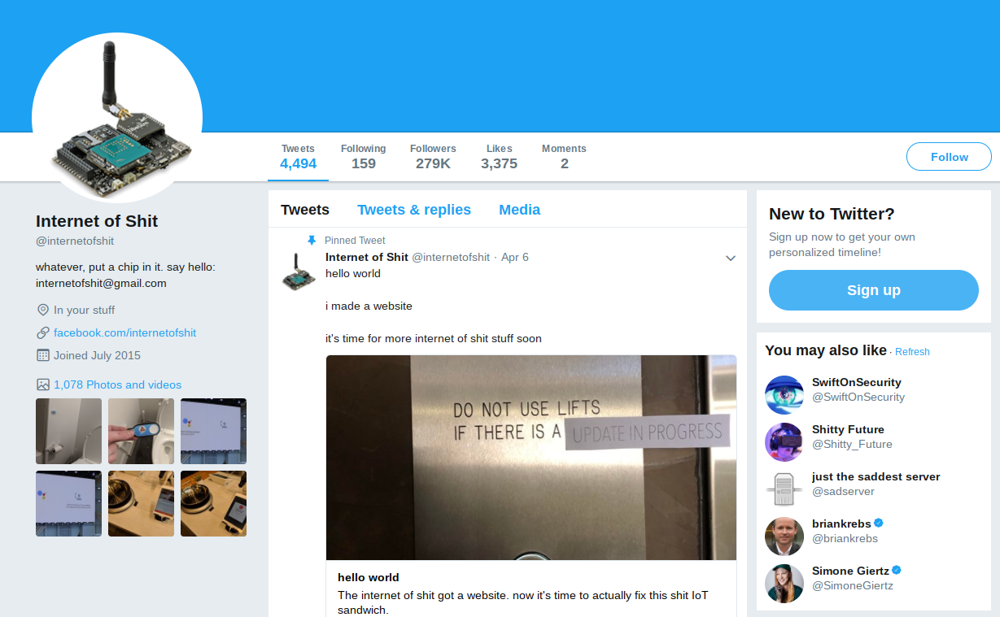 Tweets
4,494
Following
159
Followers
279K
Likes
3,375
Moments
2
Follow
Internet of Shit
@internetofshit
whatever, put a chip in it. say hello:
internetofshit@gmail.com
In your stuff
facebook.com/internetofshit
Joined July 2015
1,078 Photos and videos
Tweets
Tweets & replies
Media
Pinned Tweet
Internet of Shit @internetofshit · Apr 6
hello world
i made a website
it's time for more internet of shit stuff soon
DO NOT USE LIFTS
IF THERE IS A UPDATE IN PROGRESS
hello world
The internet of shit got a website. now it's time to actually fix this shit IoT
sandwich.
New to Twitter?
Sign up now to get your own
personalized timeline!
Sign up
You may also like · Refresh
SwiftOnSecurity
@SwiftOnSecurity
Shitty Future
@Shitty_Future
just the saddest server
@sadserver
briankrebs
@briankrebs
Simone Giertz
@SimoneGiertz